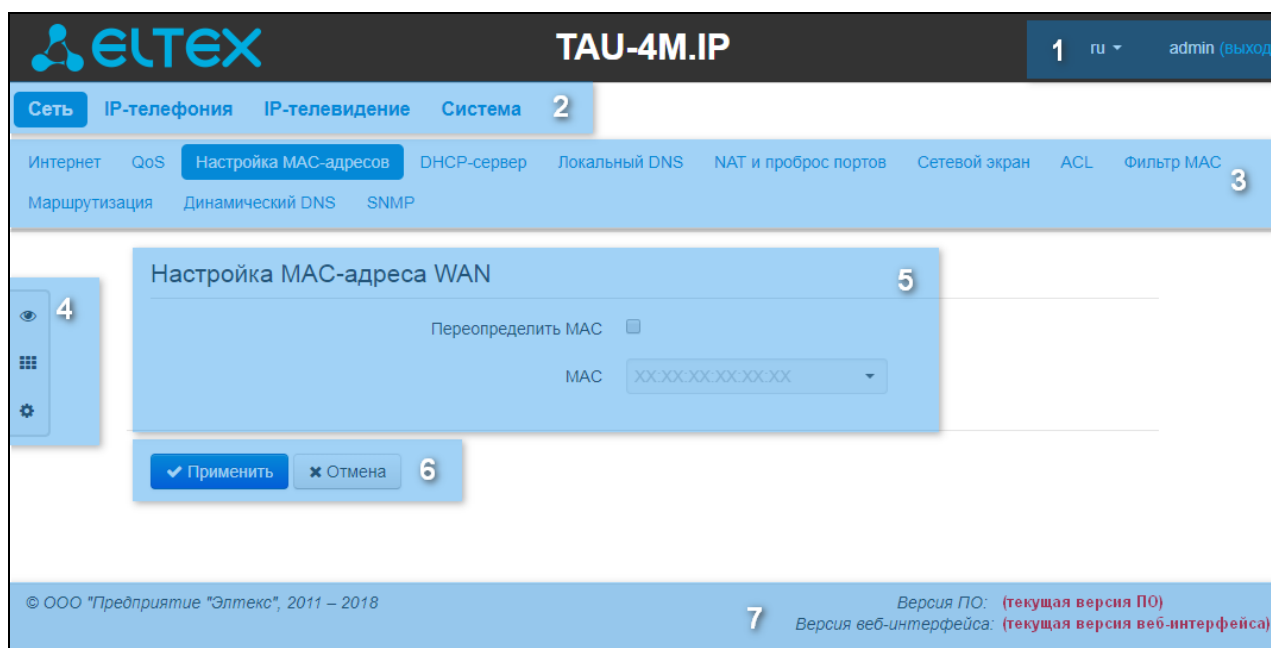 ELTEX
TAU-4M.IP
1 ru admin (выход
Сеть IP-телефония IP-телевидение Система 2
Интернет QoS Настройка MAC-адресов DHCP-сервер Локальный DNS NAT и проброс портов Сетевой экран ACL Фильтр MAC 3
Маршрутизация Динамический DNS SNMP
4
Настройка MAC-адреса WAN 5
Переопределить MAC
MAC XX:XX:XX:XX:XX:XX
Применить Отмена 6
© ООО "Предприятие "Элтекс", 2011 – 2018
7
Версия ПО: (текущая версия ПО)
Версия веб-интерфейса: (текущая версия веб-интерфейса)